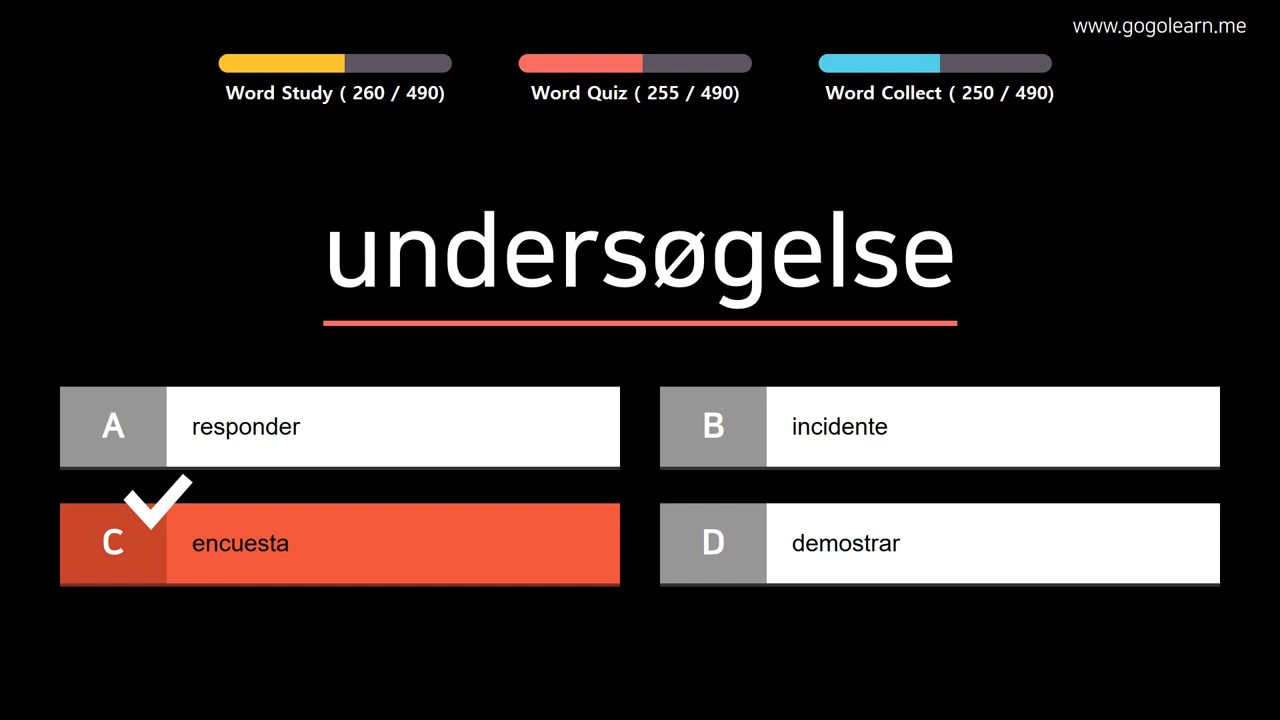 www.gogolearn.me
Word Study ( 260 / 490)
Word Quiz ( 255 / 490)
Word Collect ( 250 / 490)
undersøgelse
A responder
B incidente
C encuesta
D demostrar